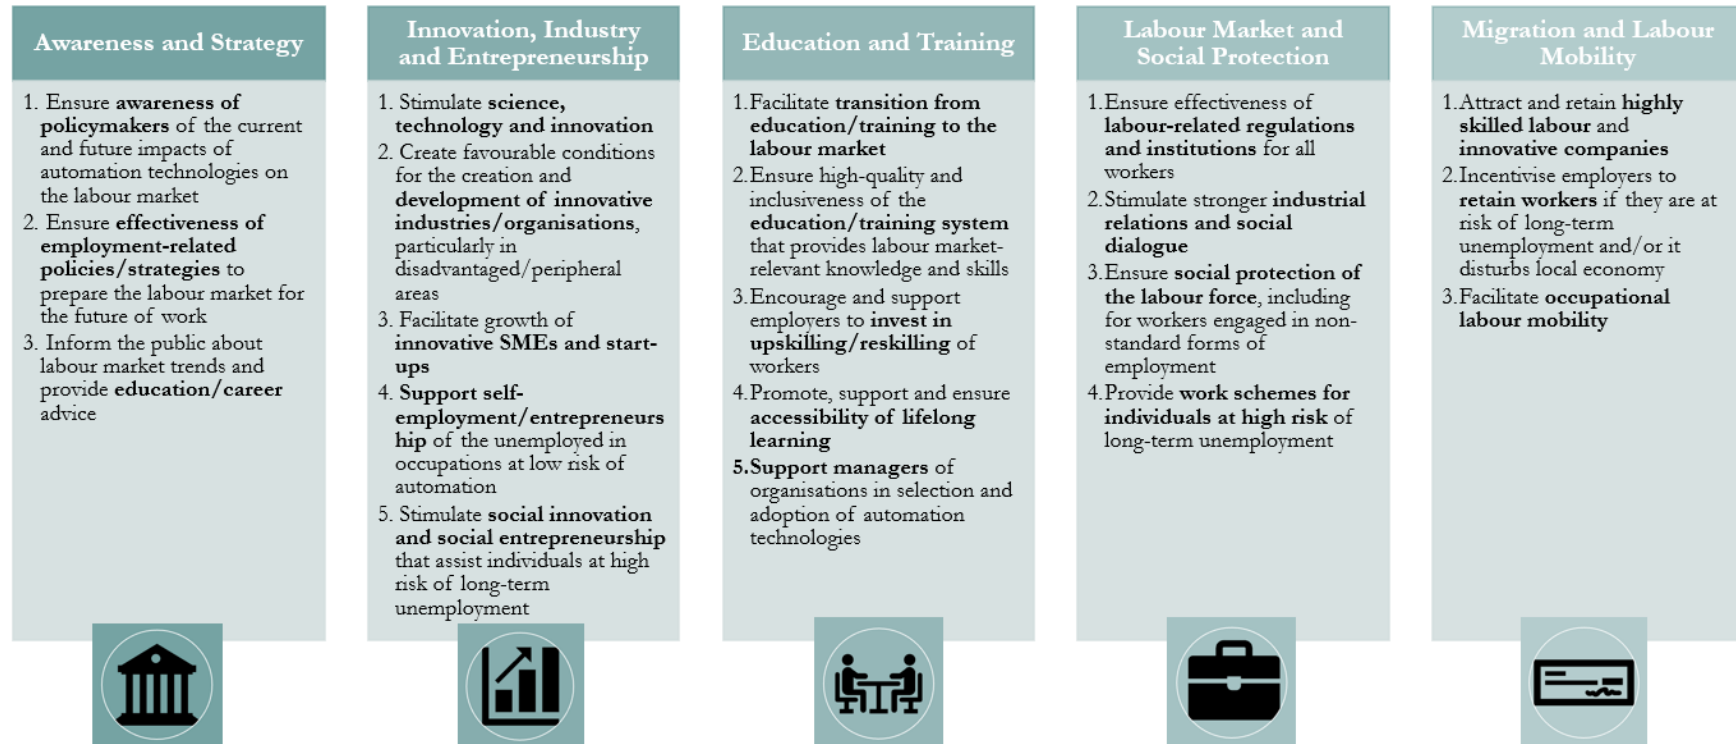 Awareness and Strategy
1. Ensure awareness of
policymakers of the current
and future impacts of
automation technologies on
the labour market
2. Ensure effectiveness of
employment-related
policies/strategies to
prepare the labour market for
the future of work
3. Inform the public about
labour market trends and
provide education/career
advice
Innovation, Industry
and Entrepreneurship
1. Stimulate science,
technology and innovation
2. Create favourable conditions
for the creation and
development of innovative
industries/organisations,
particularly in
disadvantaged/peripheral
areas
3. Facilitate growth of
innovative SMEs and start-
ups
4. Support self-
employment/entrepreneurs
hip of the unemployed in
occupations at low risk of
automation
5. Stimulate social innovation
and social entrepreneurship
that assist individuals at high
risk of long-term
unemployment
Education and Training
1.Facilitate transition from
education/training to the
labour market
2.Ensure high-quality and
inclusiveness of the
education/training system
that provides labour market-
relevant knowledge and skills
3.Encourage and support
employers to invest in
upskilling/reskilling of
workers
4.Promote, support and ensure
accessibility of lifelong
learning
5.Support managers of
organisations in selection and
adoption of automation
technologies
Labour Market and
Social Protection
1.Ensure effectiveness of
labour-related regulations
and institutions for all
workers
2.Stimulate stronger industrial
relations and social
dialogue
3.Ensure social protection of
the labour force, including
for workers engaged in non-
standard forms of
employment
4.Provide work schemes for
individuals at high risk of
long-term unemployment
Migration and Labour
Mobility
1.Attract and retain highly
skilled labour and
innovative companies
2.Incentivise employers to
retain workers if they are at
risk of long-term
unemployment and/or it
disturbs local economy
3.Facilitate occupational
labour mobility